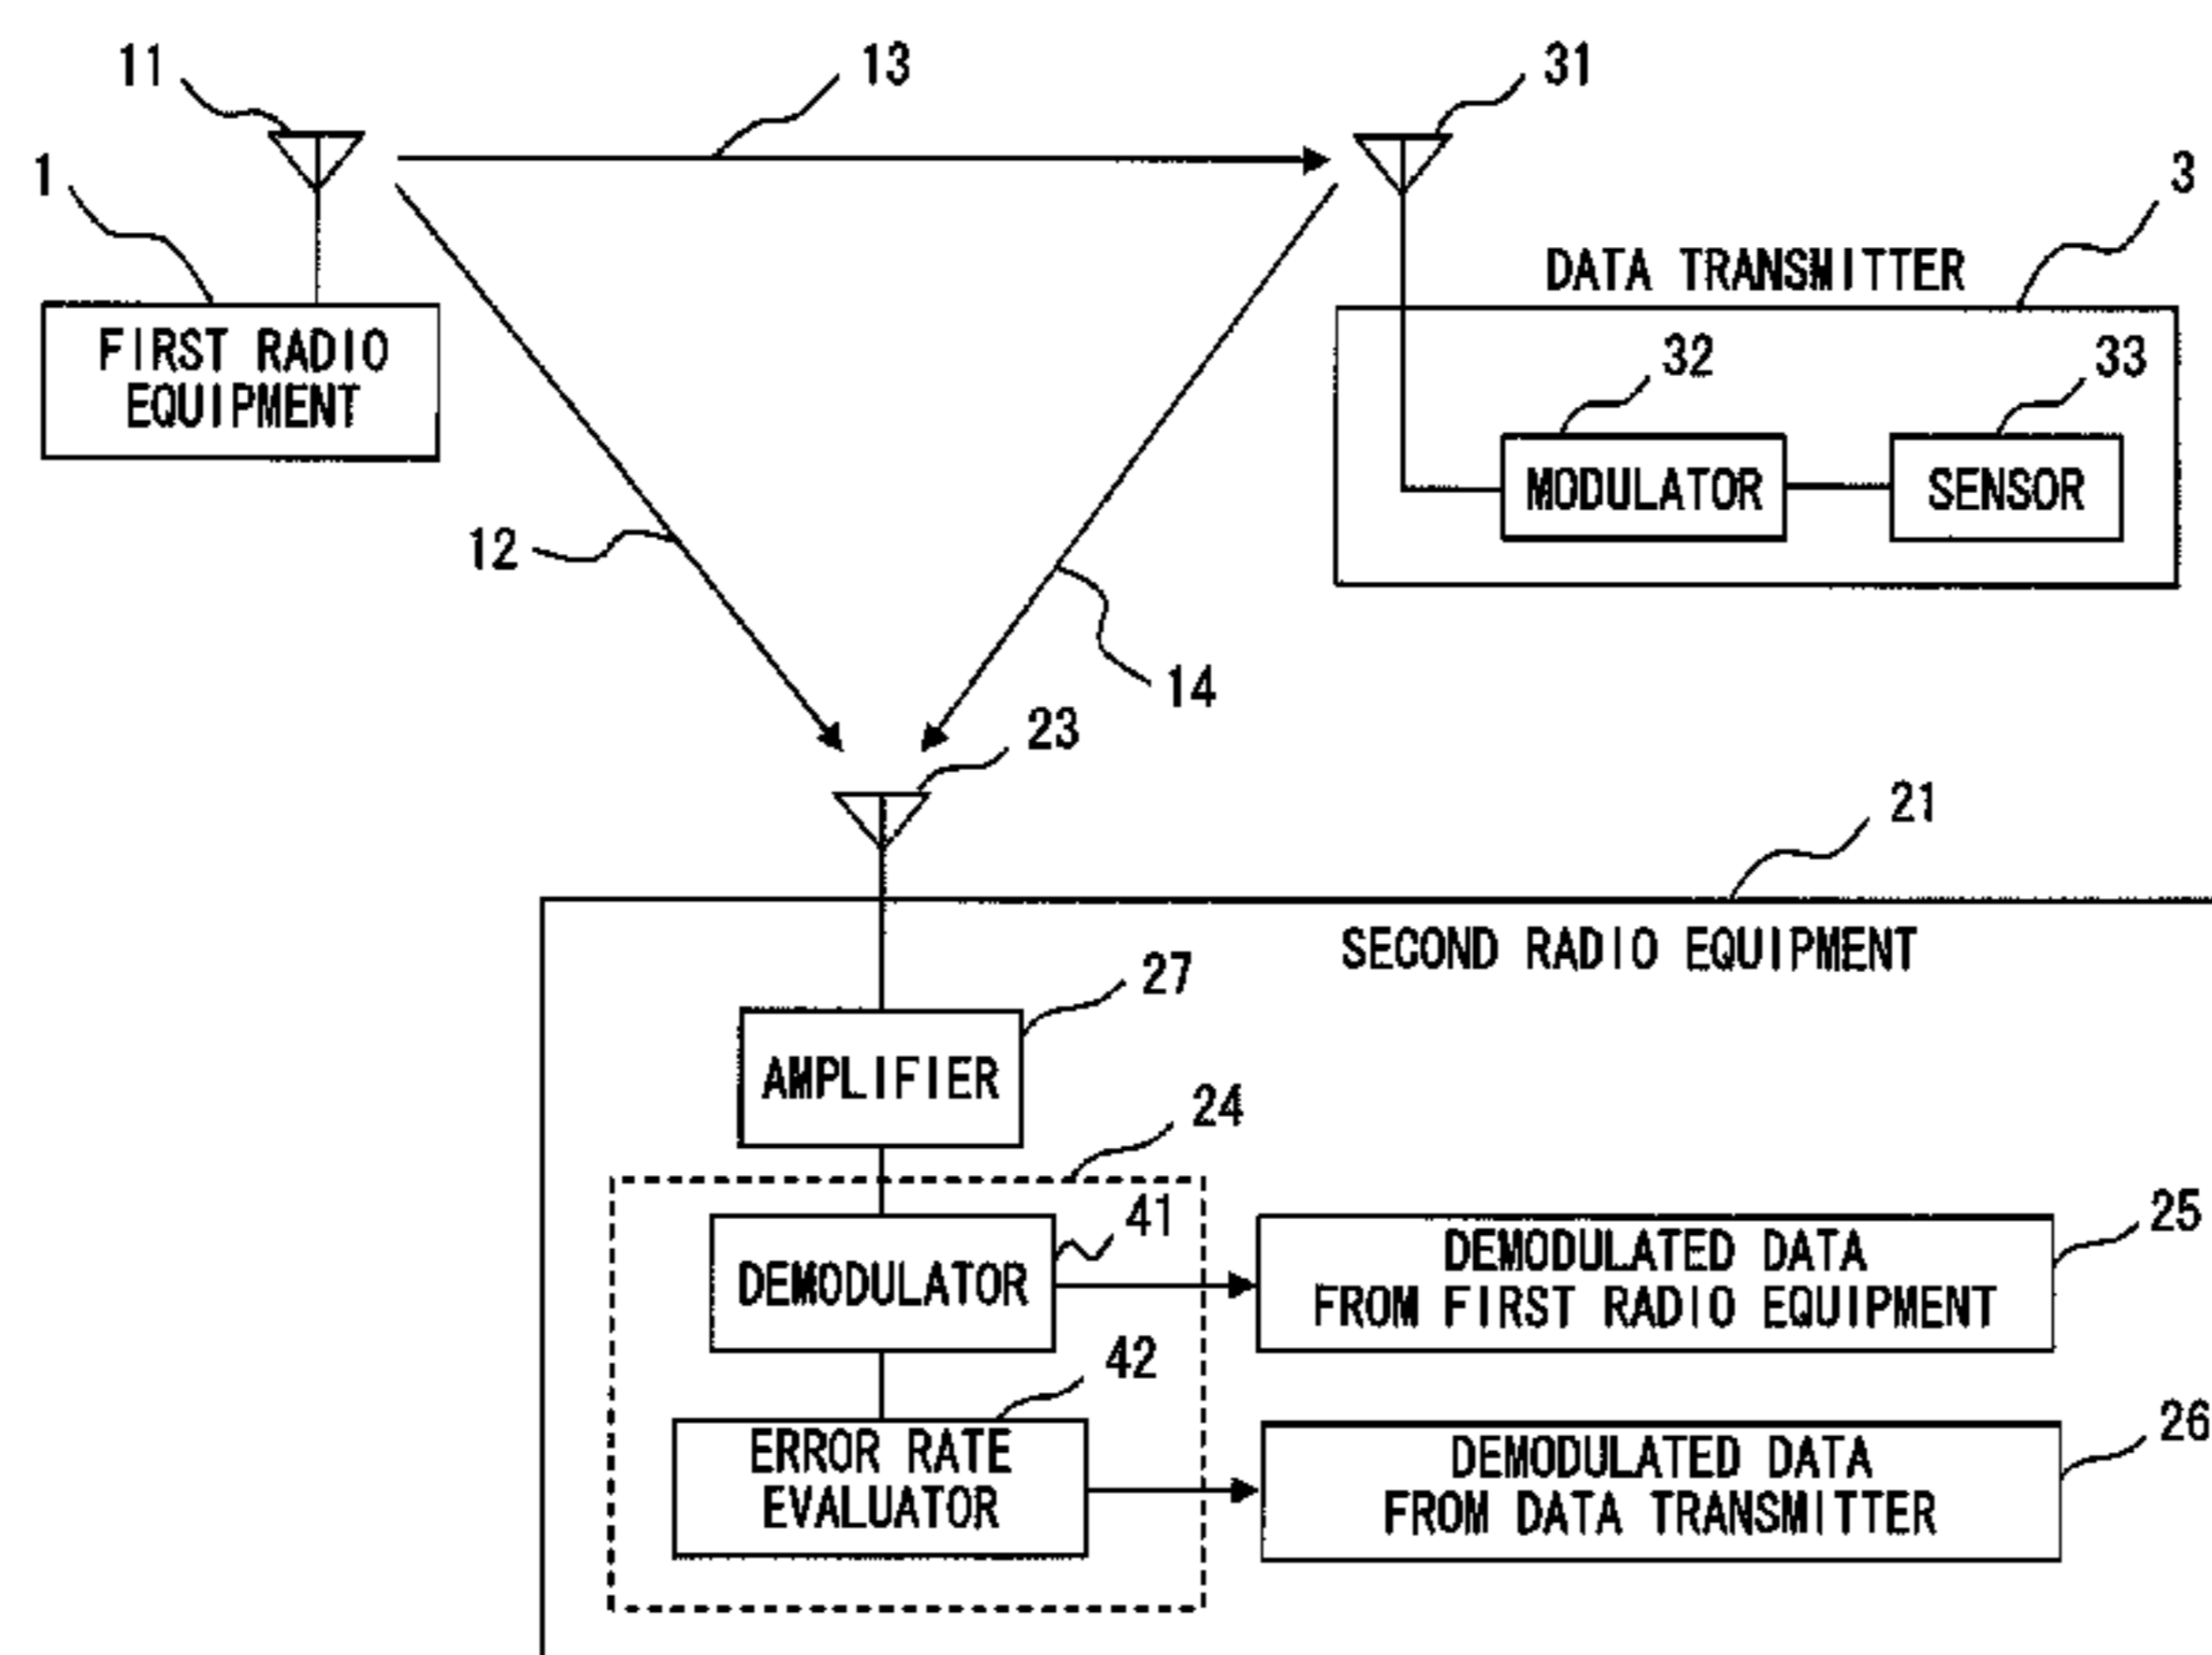 11
13
31
1
3
DATA TRANSMITTER
FIRST RADIO
EQUIPMENT
32
33
MODULATOR
SENSOR
12
14
23
21
SECOND RADIO EQUIPMENT
27
AMPLIFIER
24
41
25
DEMODULATOR
DEMODULATED DATA
FROM FIRST RADIO EQUIPMENT
42
26
ERROR RATE
EVALUATOR
DEMODULATED DATA
FROM DATA TRANSMITTER